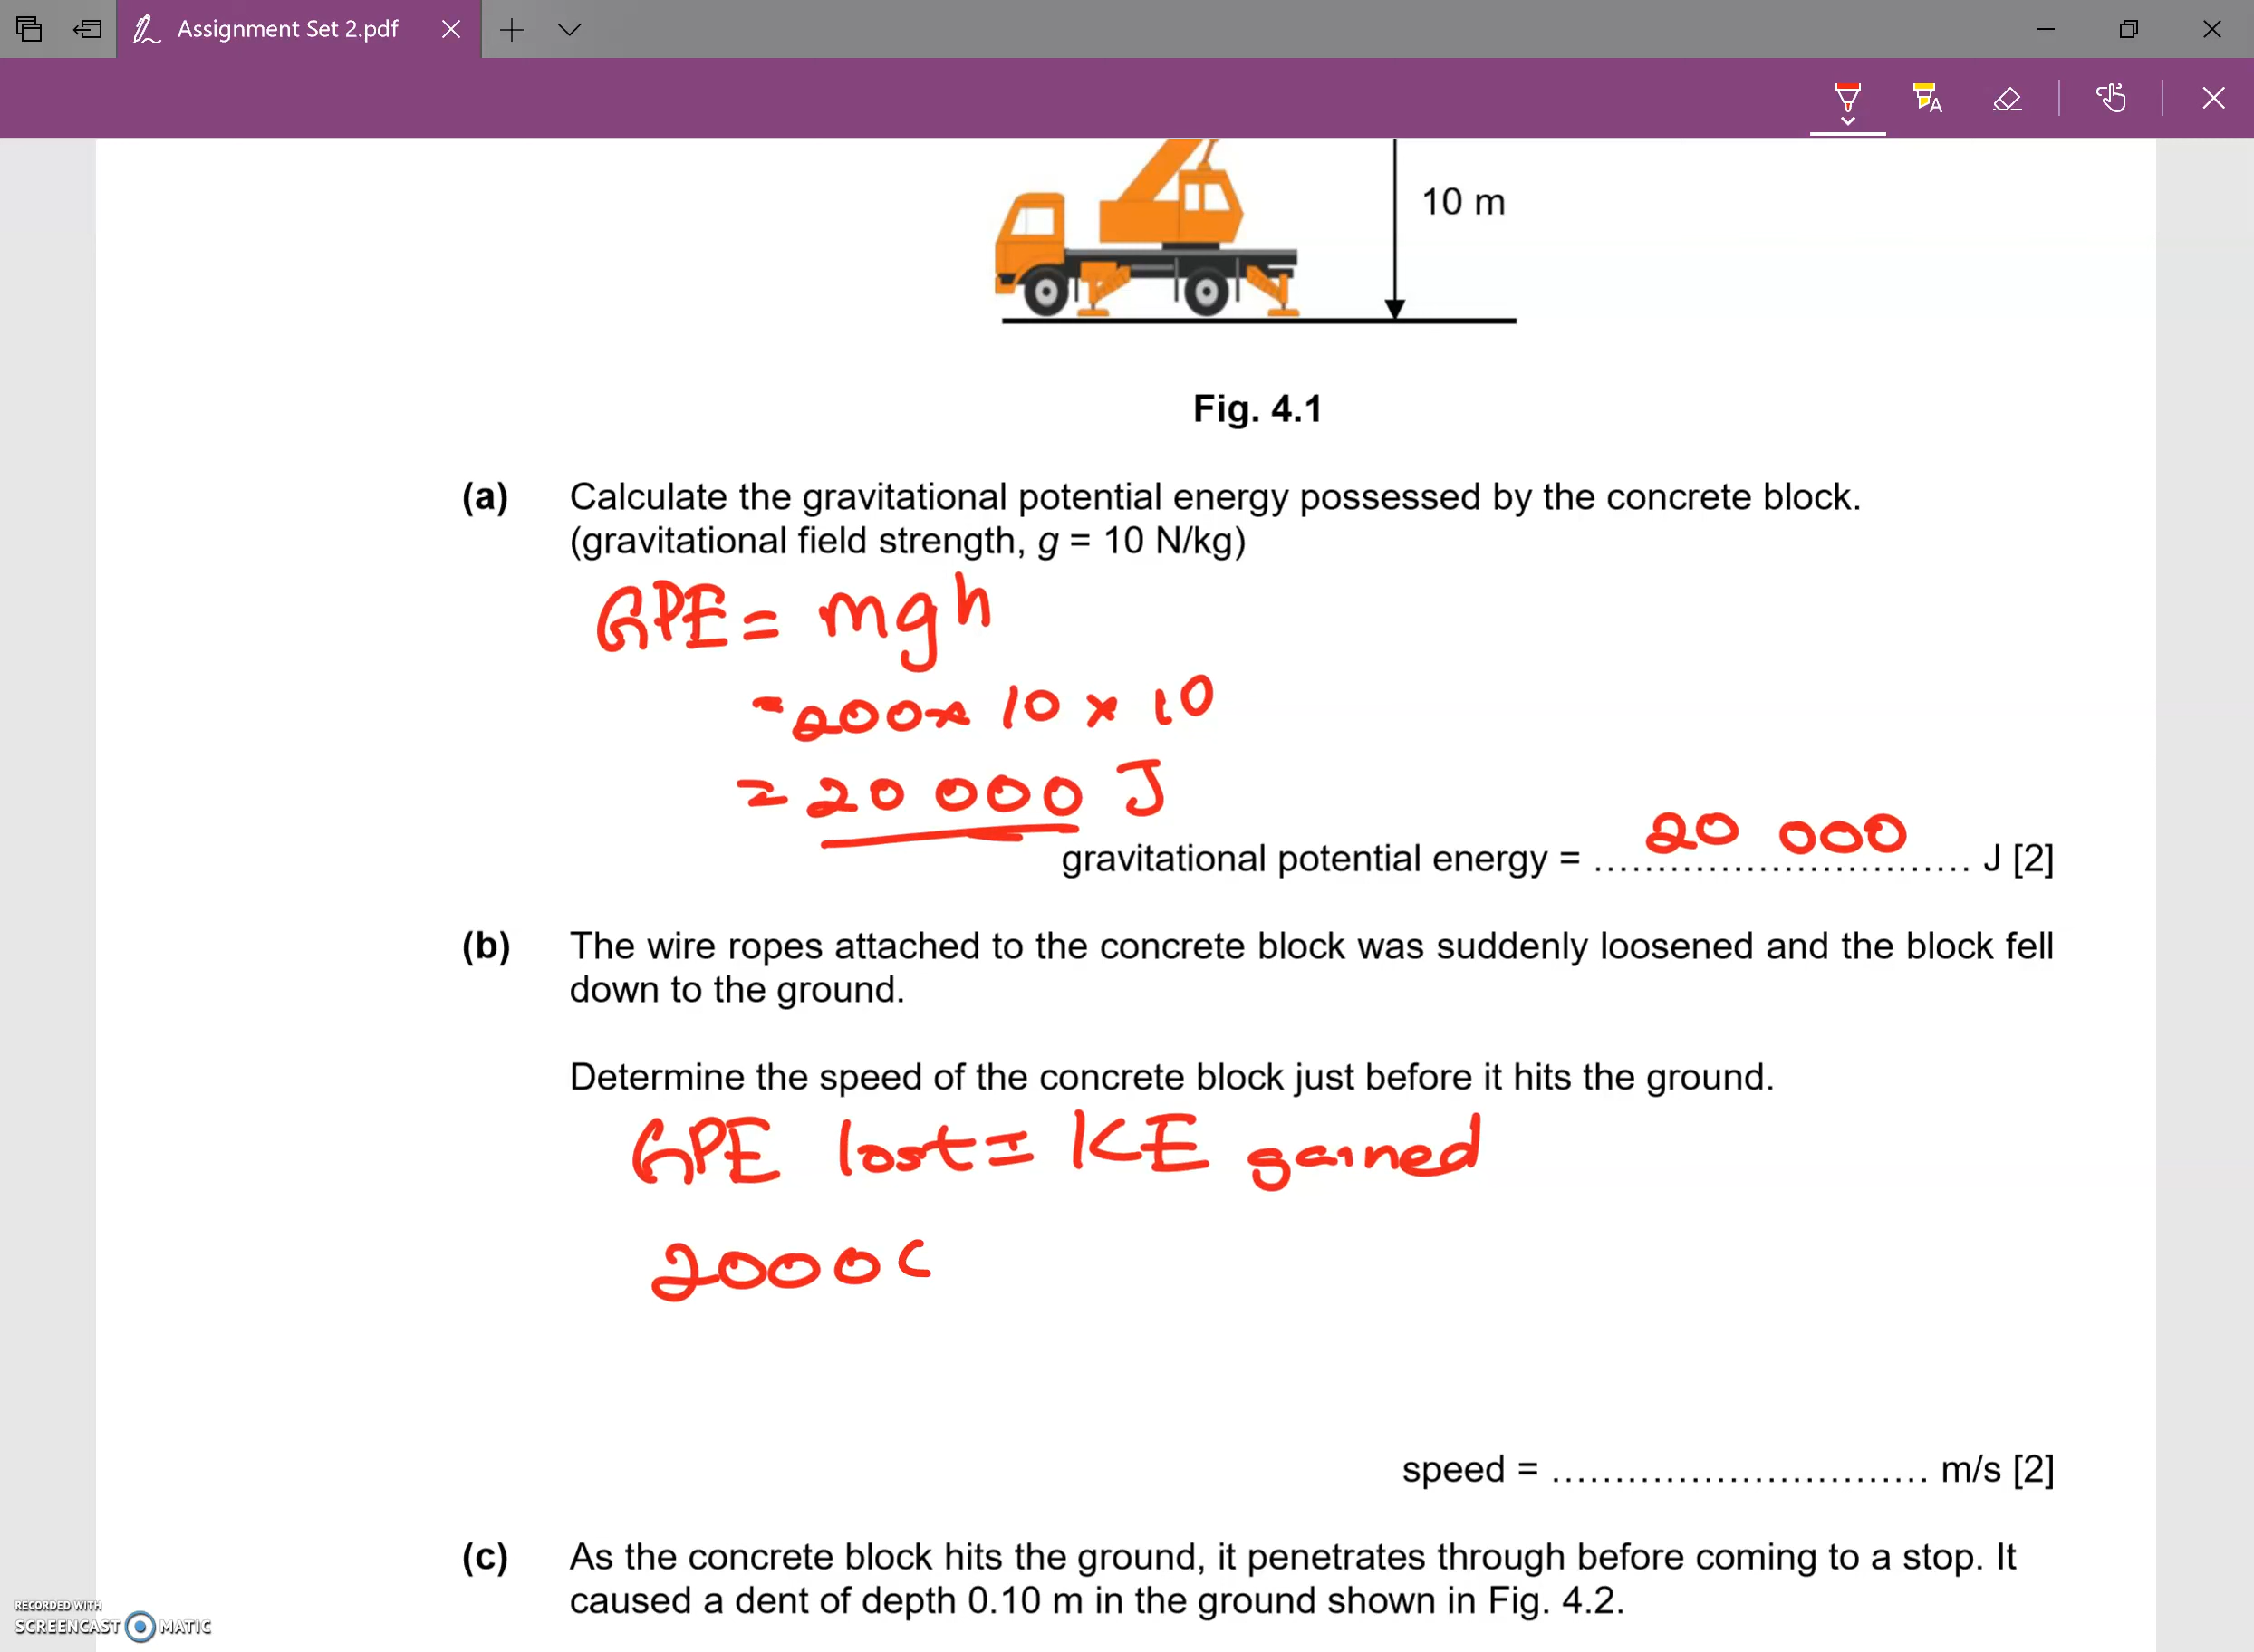 Assignment Set 2.pdf
10 m
Fig. 4.1
(a) Calculate the gravitational potential energy possessed by the concrete block.
(gravitational field strength, g = 10 N/kg)
GPE = mgh
= 200 × 10 × 10
= 20 000 J
20 000
gravitational potential energy = .............................. J [2]
(b) The wire ropes attached to the concrete block was suddenly loosened and the block fell
down to the ground.
Determine the speed of the concrete block just before it hits the ground.
GPE lost = KE gained
2000C
speed = .............................. m/s [2]
(c) As the concrete block hits the ground, it penetrates through before coming to a stop. It
caused a dent of depth 0.10 m in the ground shown in Fig. 4.2.
RECORDED WITH
SCREENCAST MATIC